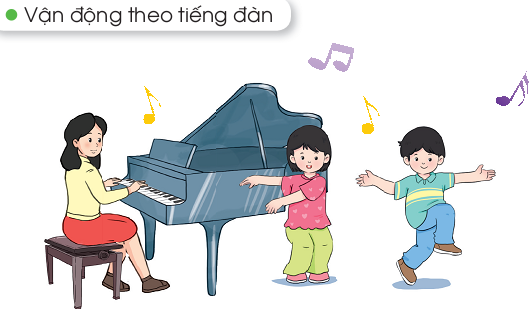 Vận động theo tiếng đàn